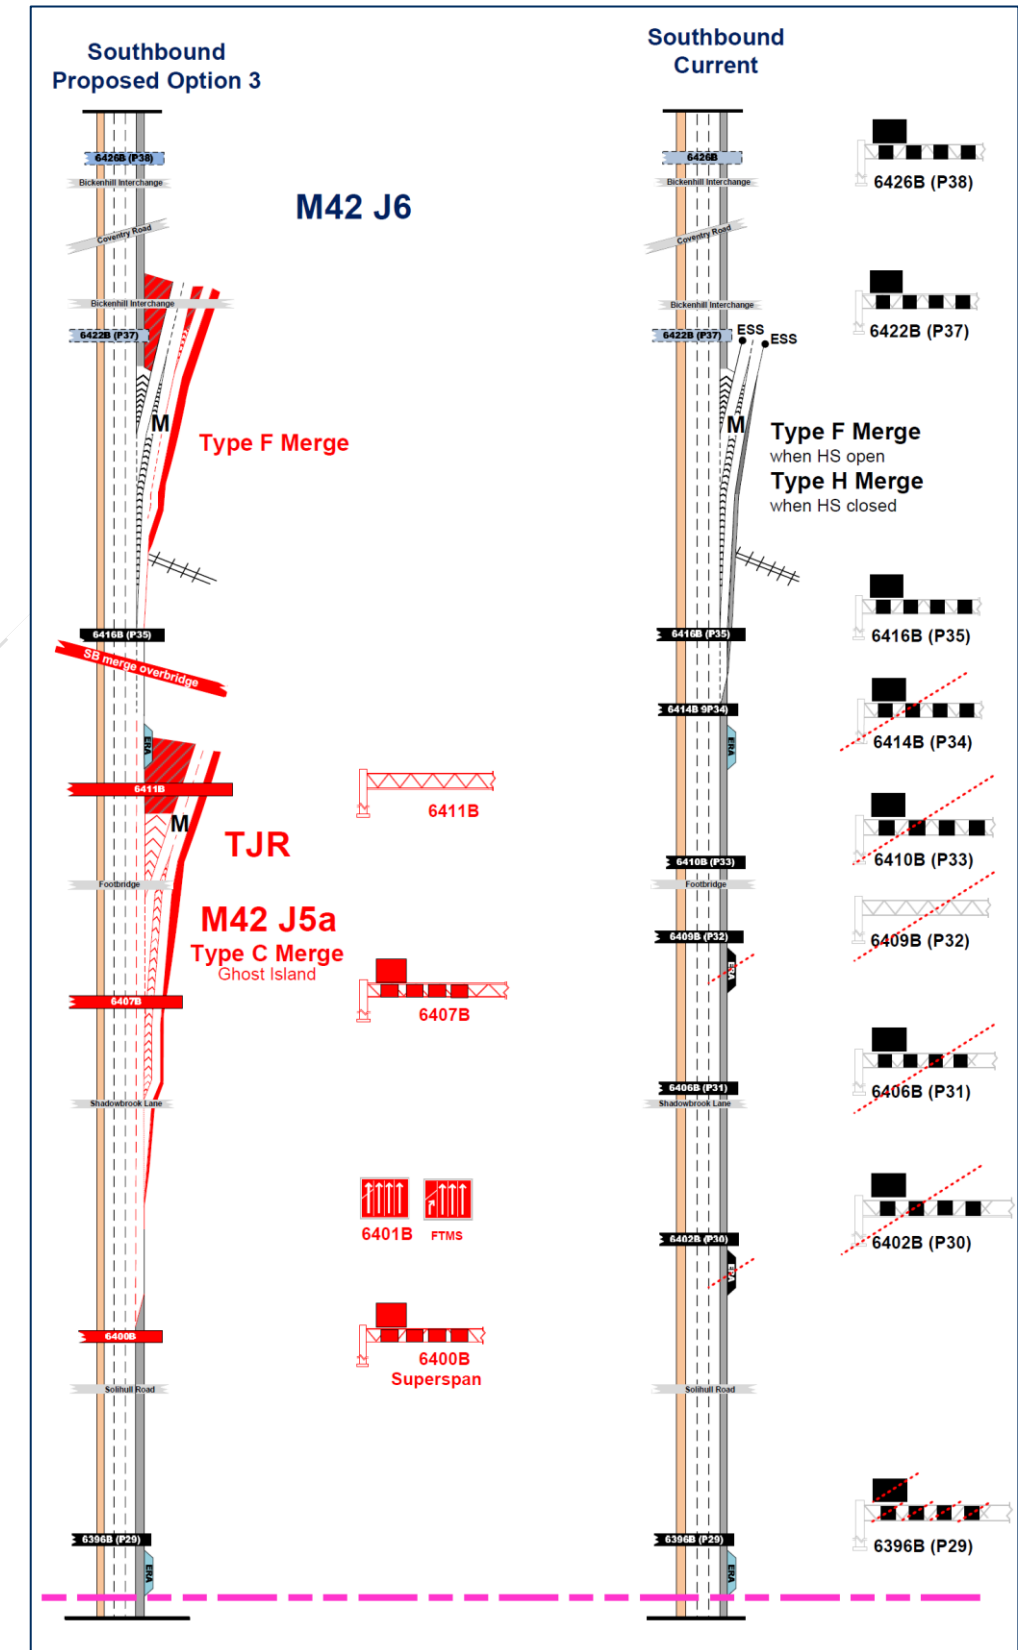 Southbound
Proposed Option 3
6426B (P38)
Bickenhill Interchange
M42 J6
Coventry Road
Bickenhill Interchange
6422B (P37)
M
Type F Merge
6416B (P35)
SB merge overbridge
ERA
6411B
6411B
M
TJR
Footbridge
M42 J5a
Type C Merge
Ghost Island
6407B
6407B
Shadowbrook Lane
6401B
FTMS
6400B
6400B
Superspan
Solihull Road
6396B (P29)
ERA
Southbound
Current
6426B
Bickenhill Interchange
6426B (P38)
Coventry Road
Bickenhill Interchange
6422B (P37)
ESS
ESS
6422B (P37)
M
Type F Merge
when HS open
Type H Merge
when HS closed
6416B (P35)
6416B (P35)
6414B 9P34)
6414B (P34)
ERA
6410B (P33)
6410B (P33)
Footbridge
6409B (P32)
6409B (P32)
ERA
6406B (P31)
6406B (P31)
Shadowbrook Lane
6402B (P30)
6402B (P30)
ERA
Solihull Road
6396B (P29)
6396B (P29)
ERA